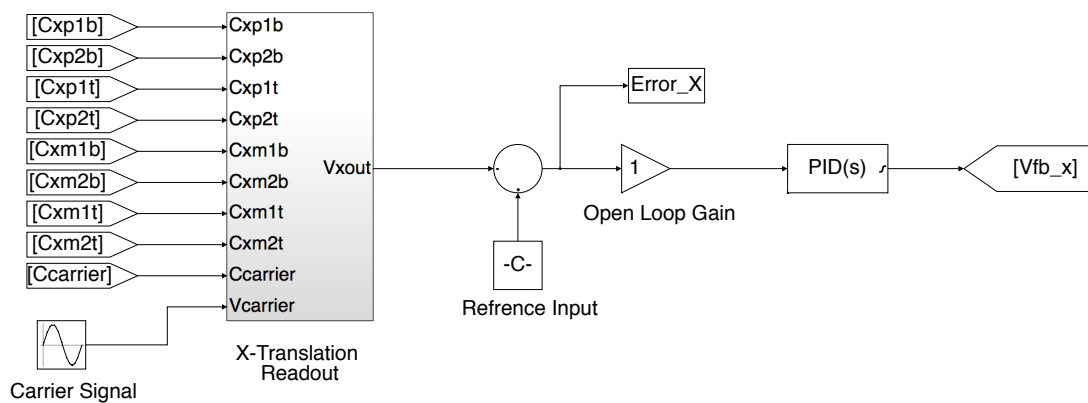 [Cxp1b]
[Cxp2b]
[Cxp1t]
[Cxp2t]
[Cxm1b]
[Cxm2b]
[Cxm1t]
[Cxm2t]
[Ccarrier]
Carrier Signal
Cxp1b
Cxp2b
Cxp1t
Cxp2t
Cxm1b
Cxm2b
Cxm1t
Cxm2t
Ccarrier
Vcarrier
Vxout
X-Translation
Readout
-C-
Refrence Input
Error_X
1
Open Loop Gain
PID(s)
[Vfb_x]